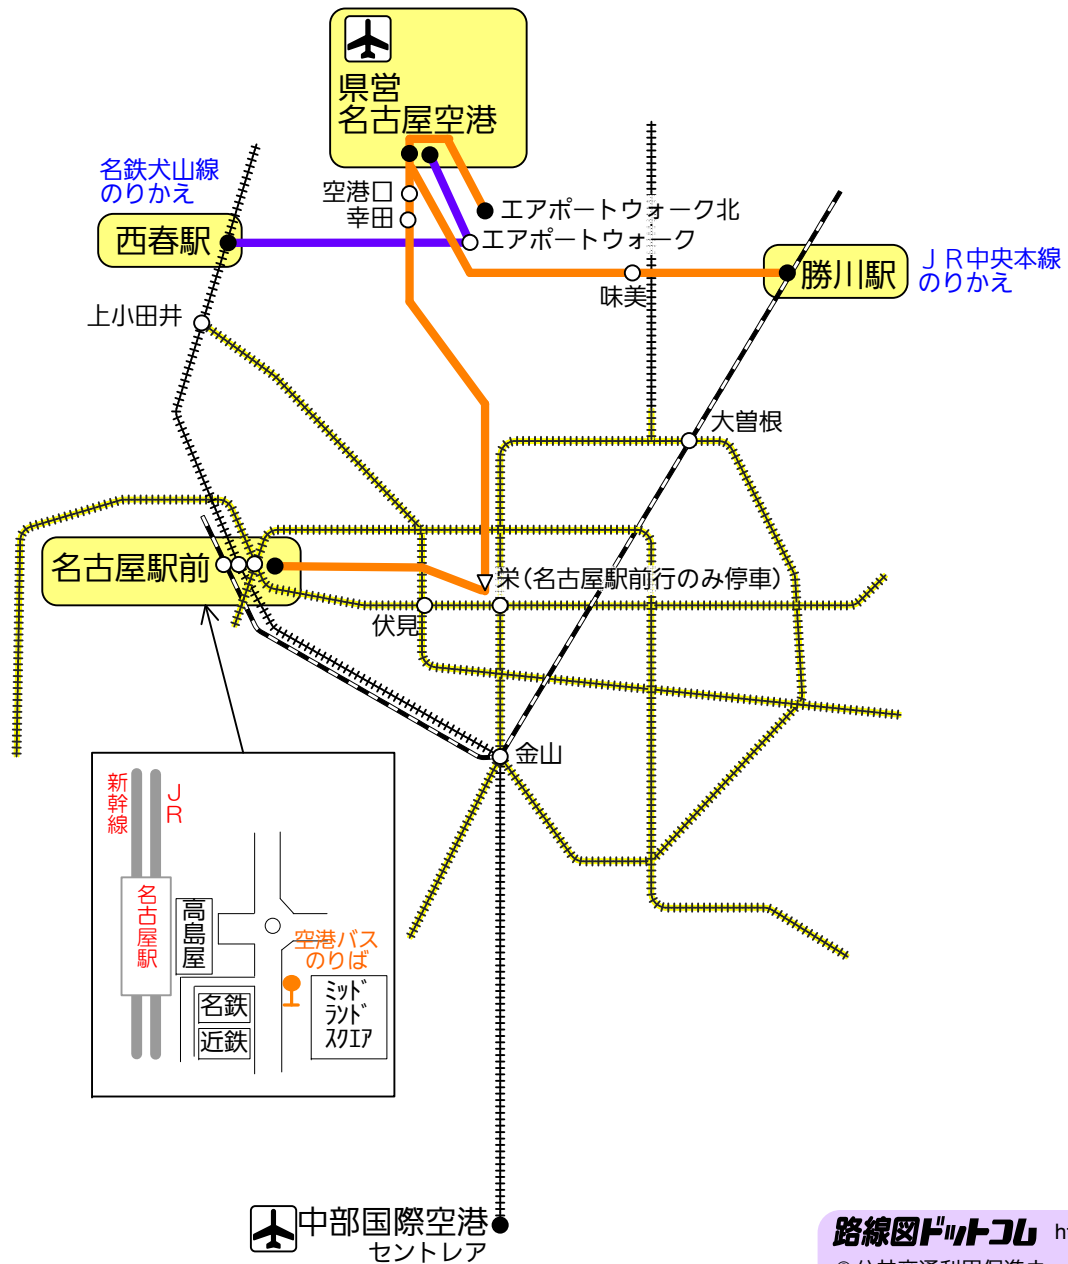 県営
名古屋空港
名鉄犬山線
のりかえ
空港口
幸田
エアポートウォーク北
西春駅
エアポートウォーク
ＪＲ中央本線
のりかえ
勝川駅
味美
上小田井
大曽根
名古屋駅前
栄(名古屋駅前行のみ停車)
伏見
金山
新幹線
ＪＲ
名古屋駅
高島屋
空港バス
のりば
名鉄
近鉄
ﾐｯﾄﾞ
ﾗﾝﾄﾞ
ｽｸｴｱ
中部国際空港
セントレア
路線図ドットコム